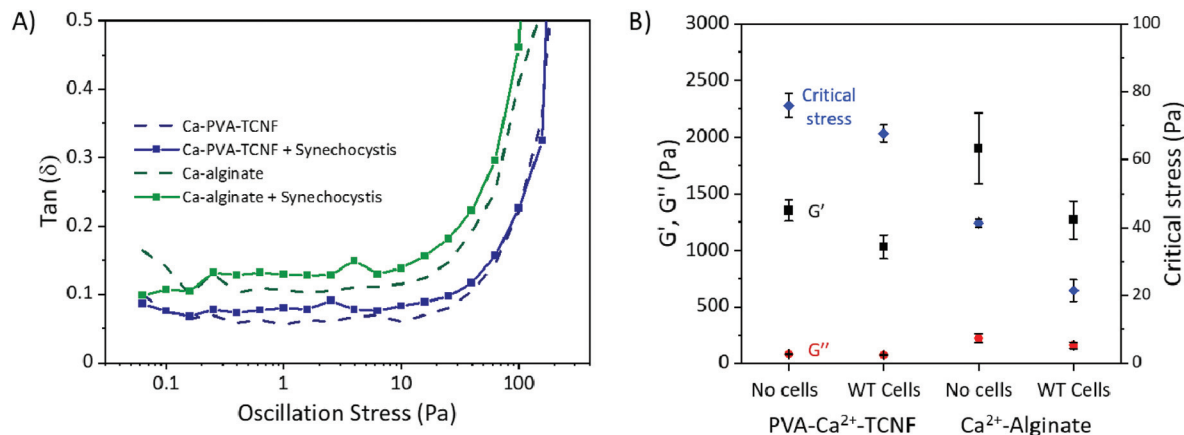 A)
0.5
0.4
0.3
0.2
0.1
0
Tan (δ)
Ca-PVA-TCNF
Ca-PVA-TCNF + Synechocystis
Ca-alginate
Ca-alginate + Synechocystis
0.1
1
10
100
Oscillation Stress (Pa)
B)
3000
2500
2000
1500
1000
500
0
G', G'' (Pa)
Critical
stress
G'
G''
100
80
60
40
20
0
Critical stress (Pa)
No cells WT Cells No cells WT Cells
PVA-Ca²⁺-TCNF Ca²⁺-Alginate